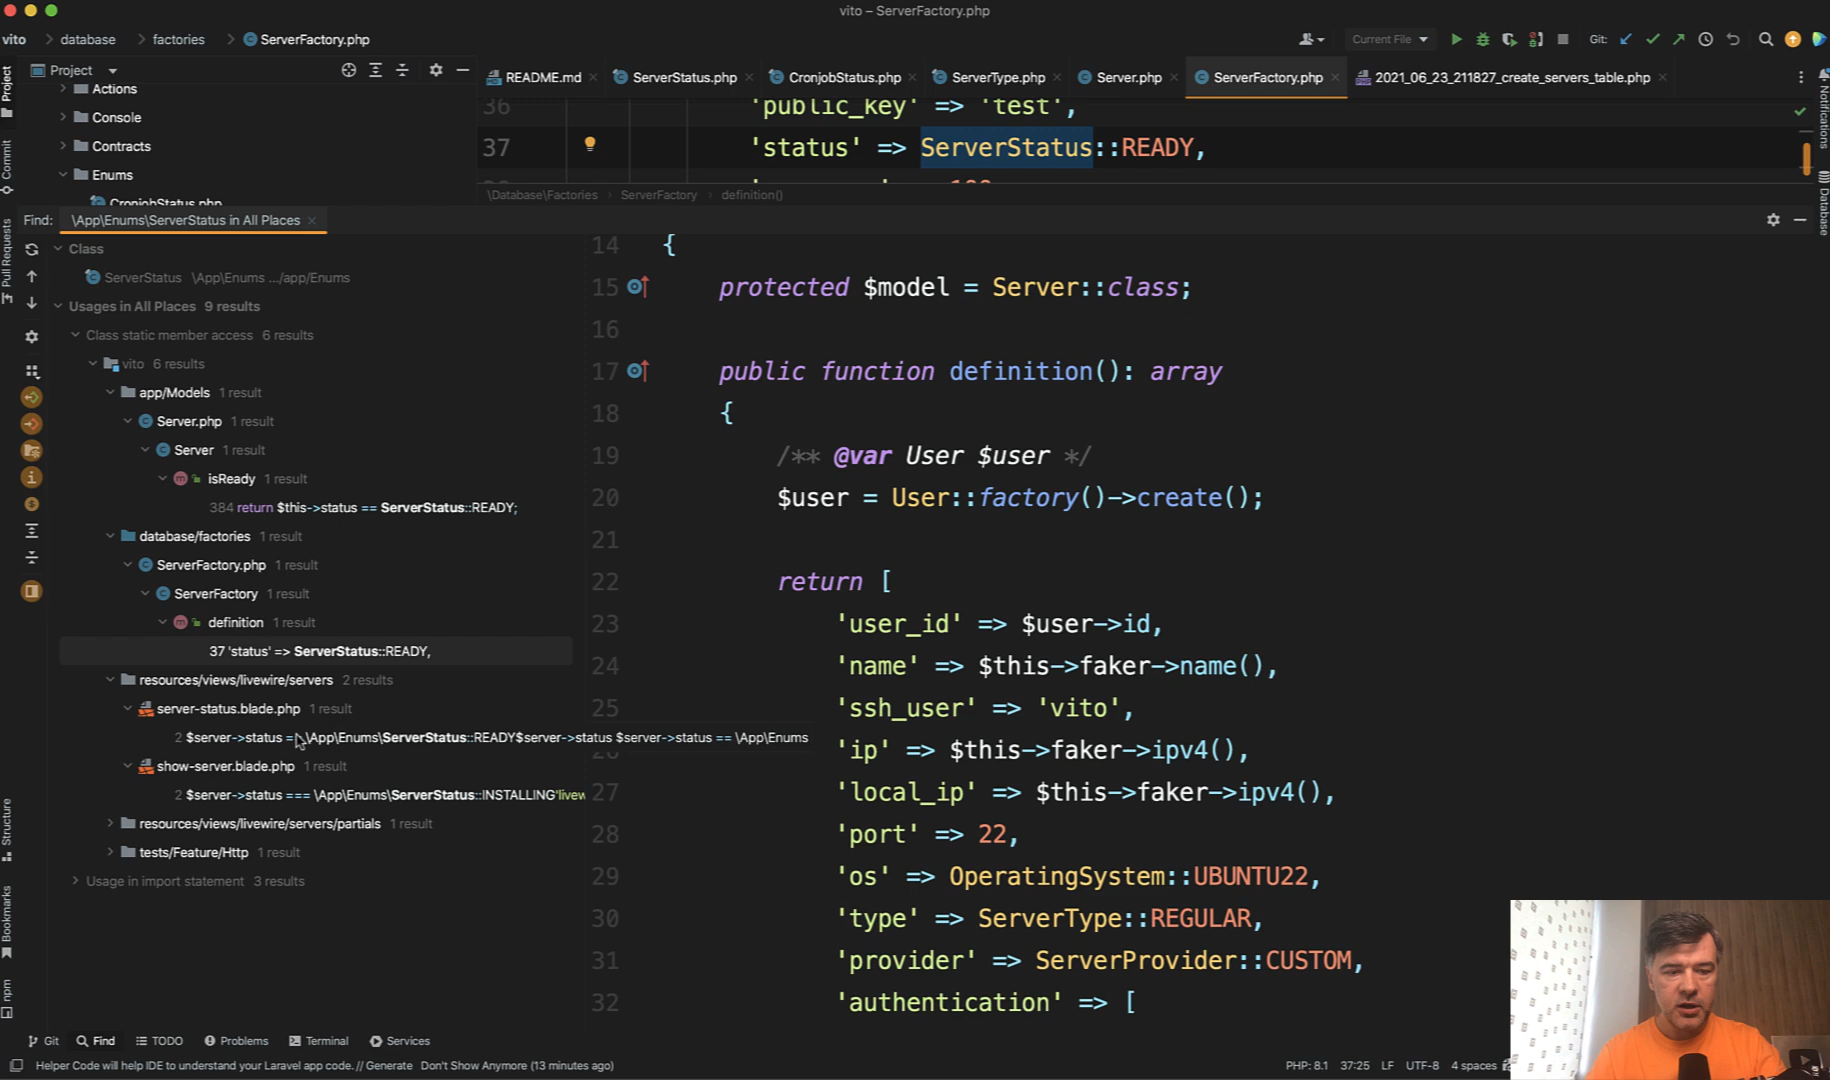 vito – ServerFactory.php
vito database factories ServerFactory.php
Current File Git:
Project
README.md ServerStatus.php CronjobStatus.php ServerType.php Server.php ServerFactory.php 2021_06_23_211827_create_servers_table.php
Actions
Console
Contracts
Enums
CronjobStatus.php
36 'public_key' => 'test',
37 'status' => ServerStatus::READY,
\Database\Factories ServerFactory definition()
Find: \App\Enums\ServerStatus in All Places
Class
ServerStatus \App\Enums .../app/Enums
Usages in All Places 9 results
Class static member access 6 results
vito 6 results
app/Models 1 result
Server.php 1 result
Server 1 result
isReady 1 result
384 return $this->status == ServerStatus::READY;
database/factories 1 result
ServerFactory.php 1 result
ServerFactory 1 result
definition 1 result
37 'status' => ServerStatus::READY,
resources/views/livewire/servers 2 results
server-status.blade.php 1 result
2 $server->status == \App\Enums\ServerStatus::READY$server->status $server->status == \App\Enums
show-server.blade.php 1 result
2 $server->status === \App\Enums\ServerStatus::INSTALLING'livew
resources/views/livewire/servers/partials 1 result
tests/Feature/Http 1 result
Usage in import statement 3 results
14 {
15 protected $model = Server::class;
16
17 public function definition(): array
18 {
19 /** @var User $user */
20 $user = User::factory()->create();
21
22 return [
23 'user_id' => $user->id,
24 'name' => $this->faker->name(),
25 'ssh_user' => 'vito',
26 'ip' => $this->faker->ipv4(),
27 'local_ip' => $this->faker->ipv4(),
28 'port' => 22,
29 'os' => OperatingSystem::UBUNTU22,
30 'type' => ServerType::REGULAR,
31 'provider' => ServerProvider::CUSTOM,
32 'authentication' => [
Project
Commit
Pull Requests
Structure
Bookmarks
npm
Notifications
Database
Git Find TODO Problems Terminal Services
Helper Code will help IDE to understand your Laravel app code. // Generate Don't Show Anymore (13 minutes ago)
PHP: 8.1 37:25 LF UTF-8 4 spaces